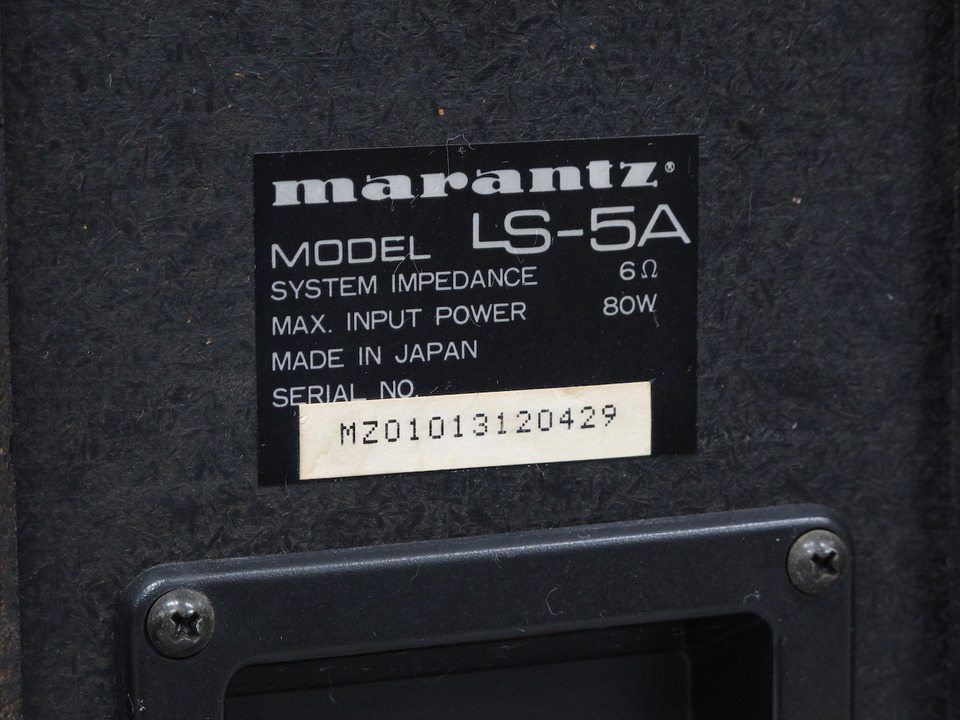 marantz®
MODEL LS-5A
SYSTEM IMPEDANCE 6Ω
MAX. INPUT POWER 80W
MADE IN JAPAN
SERIAL NO.
MZ01013120429